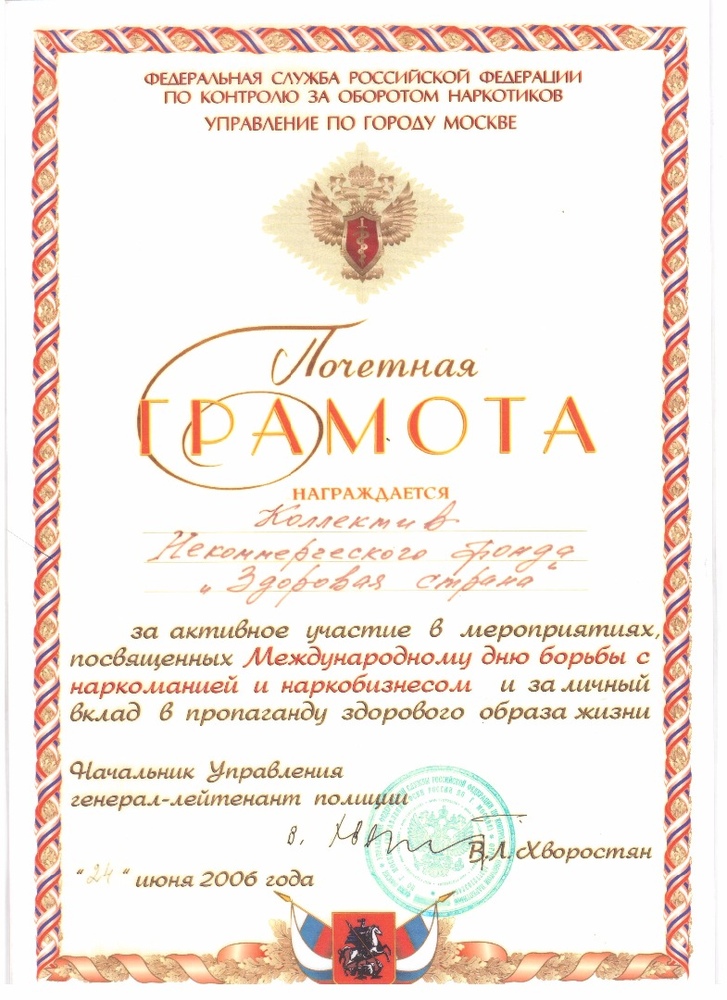 ФЕДЕРАЛЬНАЯ СЛУЖБА РОССИЙСКОЙ ФЕДЕРАЦИИ
ПО КОНТРОЛЮ ЗА ОБОРОТОМ НАРКОТИКОВ
УПРАВЛЕНИЕ ПО ГОРОДУ МОСКВЕ
Почетная
ГРАМОТА
НАГРАЖДАЕТСЯ
Коллектив
Некоммерческого фонда
"Здоровая страна"
за активное участие в мероприятиях,
посвященных Международному дню борьбы с
наркоманией и наркобизнесом и за личный
вклад в пропаганду здорового образа жизни
Начальник Управления
генерал-лейтенант полиции
В.Л. Хворостян
"24" июня 2006 года